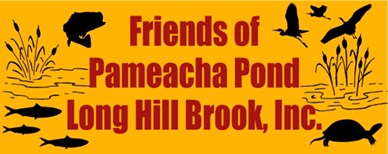 Friends of
Pameacha Pond
Long Hill Brook, Inc.